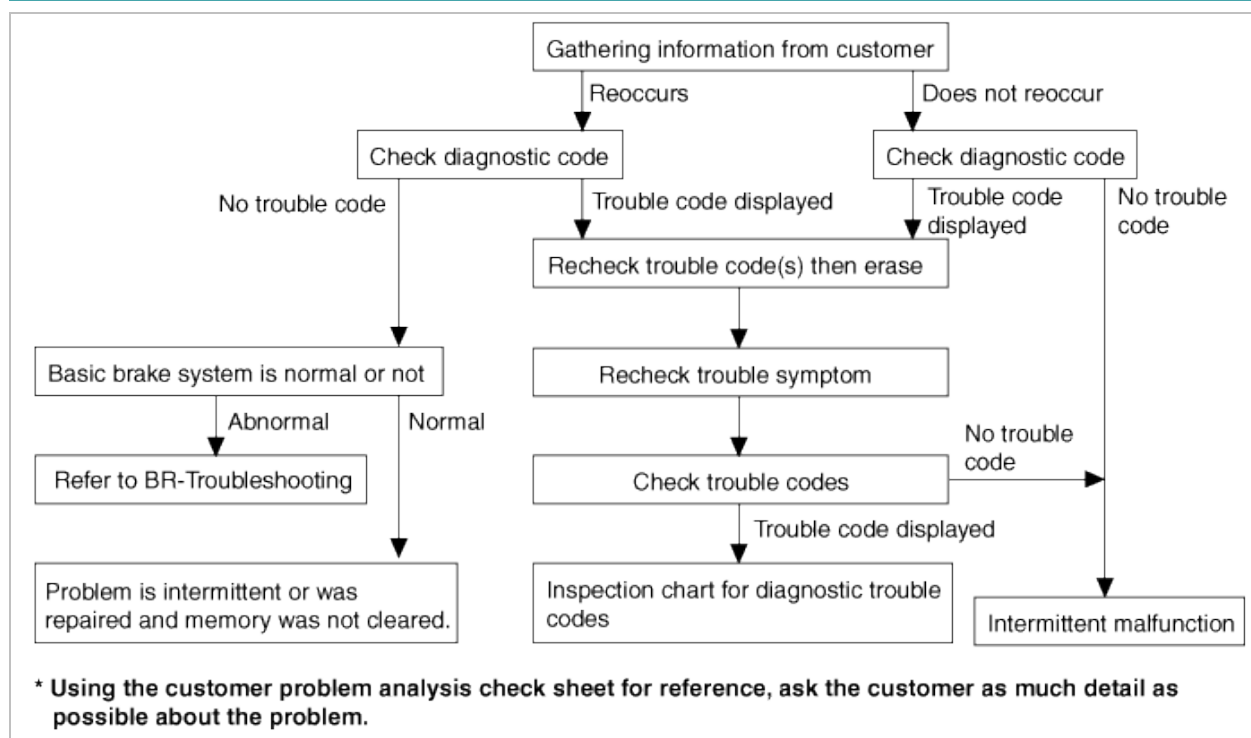 Gathering information from customer
Reoccurs
Does not reoccur
Check diagnostic code
Check diagnostic code
No trouble code
Trouble code displayed
Trouble code
displayed
No trouble
code
Recheck trouble code(s) then erase
Basic brake system is normal or not
Recheck trouble symptom
Abnormal
Normal
No trouble
code
Refer to BR-Troubleshooting
Check trouble codes
Trouble code displayed
Problem is intermittent or was
repaired and memory was not cleared.
Inspection chart for diagnostic trouble
codes
Intermittent malfunction
* Using the customer problem analysis check sheet for reference, ask the customer as much detail as
possible about the problem.